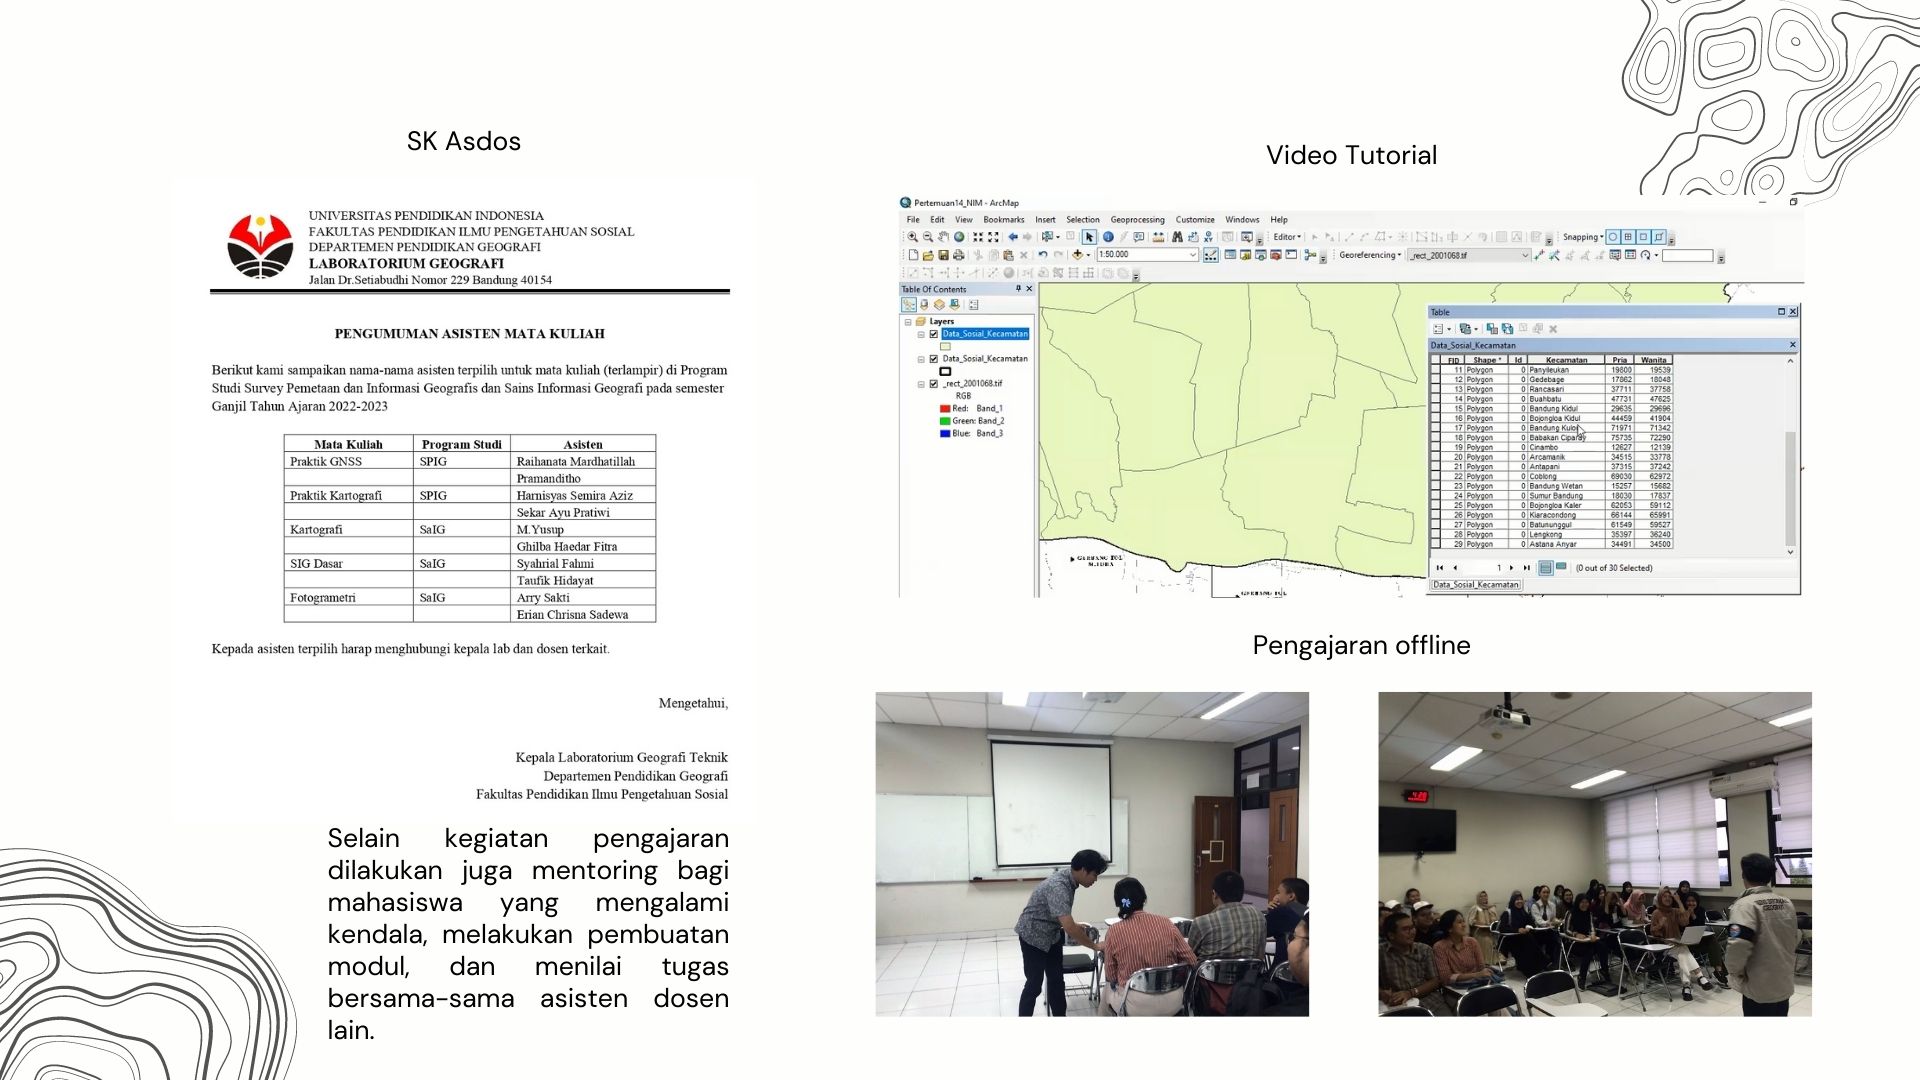 SK Asdos
UNIVERSITAS PENDIDIKAN INDONESIA
FAKULTAS PENDIDIKAN ILMU PENGETAHUAN SOSIAL
DEPARTEMEN PENDIDIKAN GEOGRAFI
LABORATORIUM GEOGRAFI
Jalan Dr.Setiabudhi Nomor 229 Bandung 40154
PENGUMUMAN ASISTEN MATA KULIAH
Berikut kami sampaikan nama-nama asisten terpilih untuk mata kuliah (terlampir) di Program
Studi Survey Pemetaan dan Informasi Geografis dan Sains Informasi Geografi pada semester
Ganjil Tahun Ajaran 2022-2023
Mata Kuliah Program Studi Asisten
Praktik GNSS SPIG Raihanata Mardhatillah
Pramanditho
Praktik Kartografi SPIG Harnisyas Semira Aziz
Sekar Ayu Pratiwi
Kartografi SaIG M.Yusup
Ghilba Haedar Fitra
SIG Dasar SaIG Syahrial Fahmi
Taufik Hidayat
Fotogrametri SaIG Arry Sakti
Erian Chrisna Sadewa
Kepada asisten terpilih harap menghubungi kepala lab dan dosen terkait.
Mengetahui,
Kepala Laboratorium Geografi Teknik
Departemen Pendidikan Geografi
Fakultas Pendidikan Ilmu Pengetahuan Sosial
Selain kegiatan pengajaran
dilakukan juga mentoring bagi
mahasiswa yang mengalami
kendala, melakukan pembuatan
modul, dan menilai tugas
bersama-sama asisten dosen
lain.
Video Tutorial
Pertemuan14_NIM - ArcMap
File Edit View Bookmarks Insert Selection Geoprocessing Customize Windows Help
Editor Snapping
1:50.000 Georeferencing _rect_2001068.tif
Table Of Contents
Layers
Data_Sosial_Kecamatan
Data_Sosial_Kecamatan
_rect_2001068.tif
RGB
Red: Band_1
Green: Band_2
Blue: Band_3
GERBANG TOL
Table
Data_Sosial_Kecamatan
FID Shape * Id Kecamatan Pria Wanita
11 Polygon 0 Panyileukan 19800 19539
12 Polygon 0 Gedebage 17862 18048
13 Polygon 0 Rancasari 37711 37758
14 Polygon 0 Buahbatu 47731 47625
15 Polygon 0 Bandung Kidul 29635 29696
16 Polygon 0 Bojongloa Kidul 44459 41904
17 Polygon 0 Bandung Kulon 71971 71342
18 Polygon 0 Babakan Ciparay 75735 72290
19 Polygon 0 Cinambo 12627 12139
20 Polygon 0 Arcamanik 34515 33778
21 Polygon 0 Antapani 37315 37242
22 Polygon 0 Coblong 69030 62972
23 Polygon 0 Bandung Wetan 15257 15682
24 Polygon 0 Sumur Bandung 18030 17837
25 Polygon 0 Bojongloa Kaler 62053 59112
26 Polygon 0 Kiaracondong 66144 65991
27 Polygon 0 Batununggul 61549 59527
28 Polygon 0 Lengkong 35397 36240
29 Polygon 0 Astana Anyar 34491 34500
1 (0 out of 30 Selected)
Data_Sosial_Kecamatan
Pengajaran offline